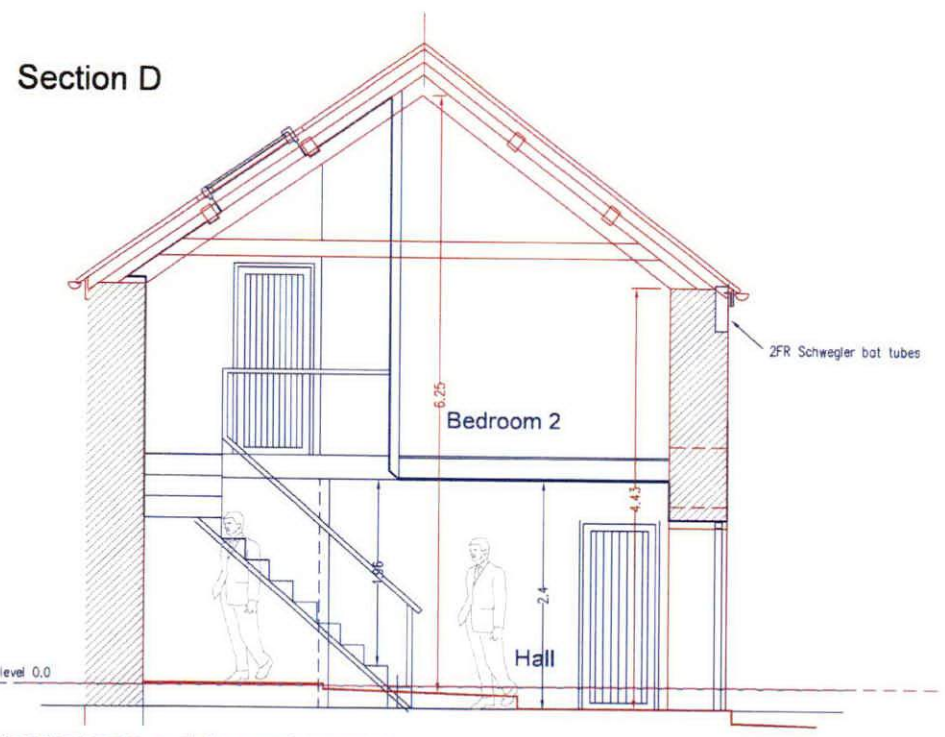 Section D
2FR Schwegler bat tubes
6.25
Bedroom 2
4.43
1.96
2.4
Hall
level 0.0